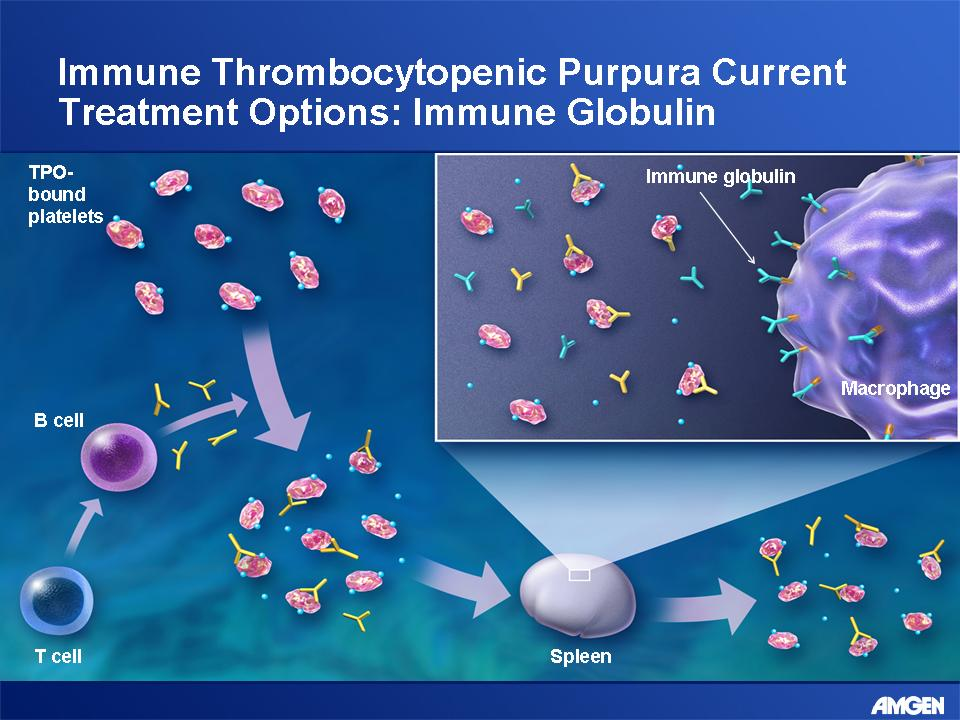 Immune Thrombocytopenic Purpura Current
Treatment Options: Immune Globulin
TPO-
bound
platelets
Immune globulin
Macrophage
B cell
T cell
Spleen
AMGEN